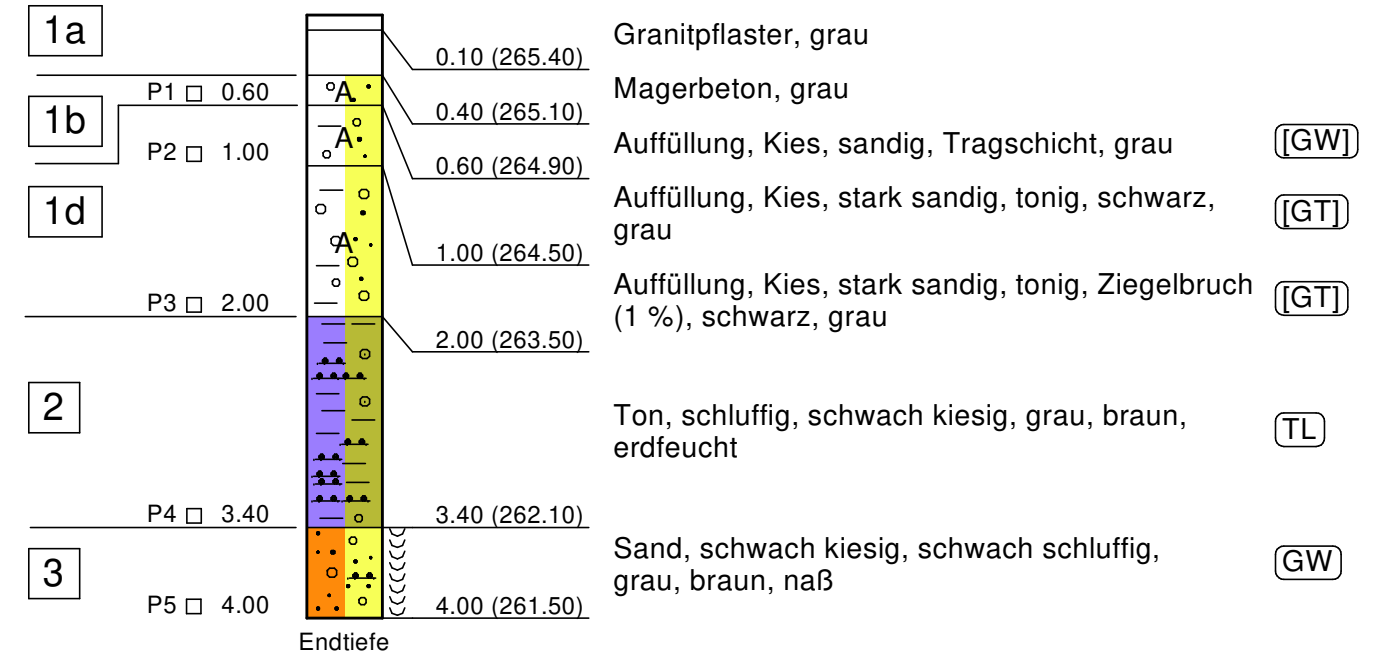 1a
Granitpflaster, grau
0.10 (265.40)
P1 0.60
A
Magerbeton, grau
0.40 (265.10)
1b
A
Auffüllung, Kies, sandig, Tragschicht, grau [GW]
P2 1.00
0.60 (264.90)
1d
Auffüllung, Kies, stark sandig, tonig, schwarz,
grau
[GT]
A
1.00 (264.50)
Auffüllung, Kies, stark sandig, tonig, Ziegelbruch
(1 %), schwarz, grau
[GT]
P3 2.00
2.00 (263.50)
2
Ton, schluffig, schwach kiesig, grau, braun,
erdfeucht
TL
P4 3.40
3.40 (262.10)
3
Sand, schwach kiesig, schwach schluffig,
grau, braun, naß
GW
P5 4.00
4.00 (261.50)
Endtiefe